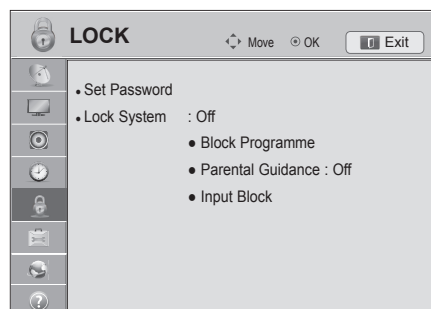 LOCK
Move OK Exit
• Set Password
• Lock System : Off
● Block Programme
● Parental Guidance : Off
● Input Block
?